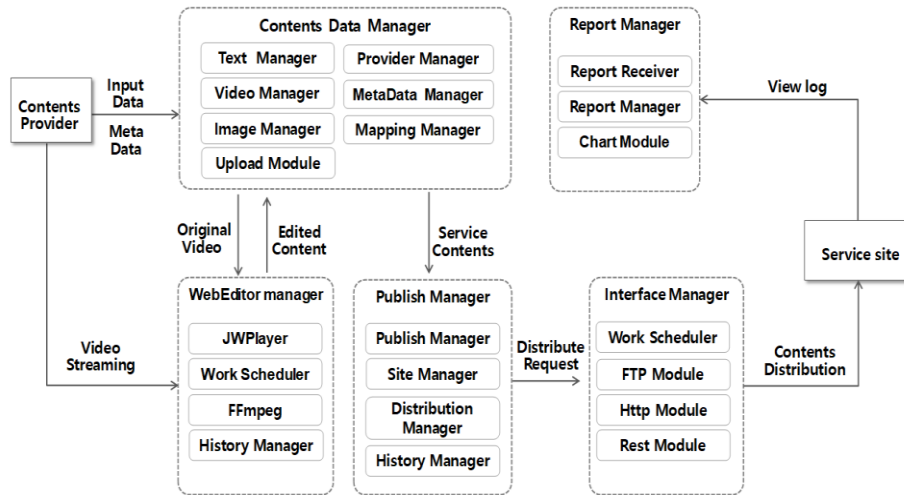 Contents Data Manager
Text Manager
Provider Manager
Video Manager
MetaData Manager
Image Manager
Mapping Manager
Upload Module
Report Manager
Report Receiver
Report Manager
Chart Module
Contents
Provider
Input
Data
Meta
Data
View log
Original
Video
Edited
Content
Service
Contents
Service site
WebEditor manager
JWPlayer
Work Scheduler
FFmpeg
History Manager
Video
Streaming
Publish Manager
Publish Manager
Site Manager
Distribution
Manager
History Manager
Distribute
Request
Interface Manager
Work Scheduler
FTP Module
Http Module
Rest Module
Contents
Distribution